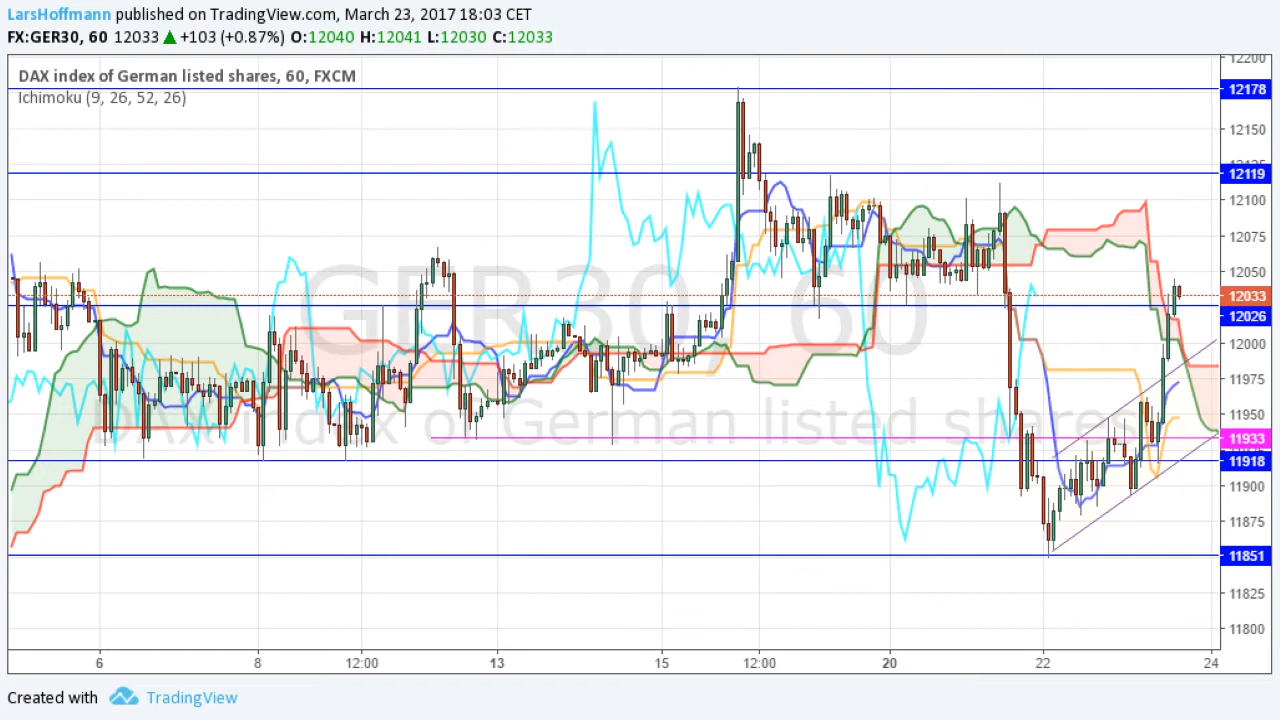 LarsHoffmann published on TradingView.com, March 23, 2017 18:03 CET
FX:GER30, 60 12033 ▲ +103 (+0.87%) O:12040 H:12041 L:12030 C:12033
DAX index of German listed shares, 60, FXCM
Ichimoku (9, 26, 52, 26)
GER30, 60
DAX index of German listed shares
12200
12178
12150
12125
12119
12100
12075
12050
12033
12026
12000
11975
11950
11933
11918
11900
11875
11851
11825
11800
6 8 12:00 13 15 12:00 20 22 24
Created with TradingView